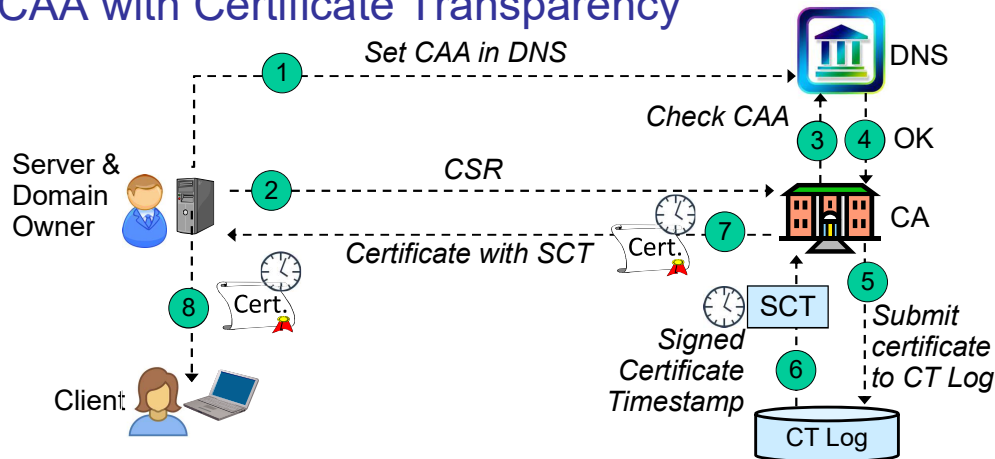 CAA with Certificate Transparency
Set CAA in DNS
1
DNS
Check CAA
3
4
OK
Server &
Domain
Owner
2
CSR
CA
7
Cert.
Certificate with SCT
8
Cert.
5
SCT
Submit
certificate
to CT Log
Signed
Certificate
Timestamp
6
Client
CT Log